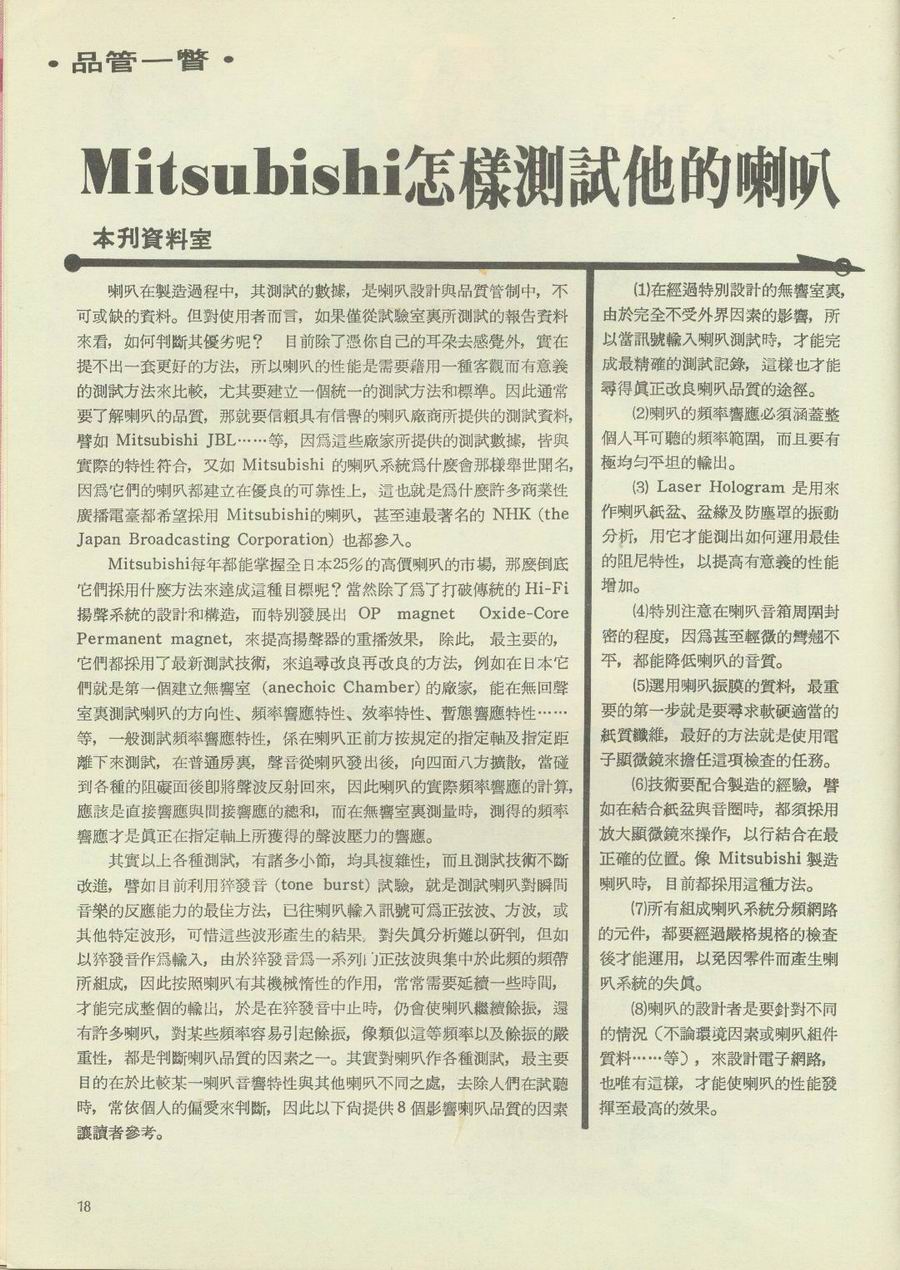 •品管一瞥•
Mitsubishi怎樣測試他的喇叭
本刊資料室
喇叭在製造過程中，其測試的數據，是喇叭設計與品質管制中，不
可或缺的資料。但對使用者而言，如果僅從試驗室裏所測試的報告資料
來看，如何判斷其優劣呢？ 目前除了憑你自己的耳朶去感覺外，實在
提不出一套更好的方法，所以喇叭的性能是需要藉用一種客觀而有意義
的測試方法來比較，尤其要建立一個統一的測試方法和標準。因此通常
要了解喇叭的品質，那就要信賴具有信譽的喇叭廠商所提供的測試資料，
譬如 Mitsubishi JBL……等，因爲這些廠家所提供的測試數據，皆與
實際的特性符合，又如 Mitsubishi 的喇叭系統爲什麼會那樣舉世聞名，
因爲它們的喇叭都建立在優良的可靠性上，這也就是爲什麼許多商業性
廣播電臺都希望採用 Mitsubishi的喇叭，甚至連最著名的 NHK (the
Japan Broadcasting Corporation) 也都參入。
Mitsubishi每年都能掌握全日本25%的高價喇叭的市場，那麼倒底
它們採用什麼方法來達成這種目標呢？當然除了爲了打破傳統的 Hi-Fi
揚聲系統的設計和構造，而特別發展出 OP magnet Oxide-Core
Permanent magnet，來提高揚聲器的重播效果，除此，最主要的，
它們都採用了最新測試技術，來追尋改良再改良的方法，例如在日本它
們就是第一個建立無響室 (anechoic Chamber) 的廠家，能在無回聲
室裏測試喇叭的方向性、頻率響應特性、效率特性、暫態響應特性……
等，一般測試頻率響應特性，係在喇叭正前方按規定的指定軸及指定距
離下來測試，在普通房裏，聲音從喇叭發出後，向四面八方擴散，當碰
到各種的阻礙面後卽將聲波反射回來，因此喇叭的實際頻率響應的計算，
應該是直接響應與間接響應的總和，而在無響室裏測量時，測得的頻率
響應才是眞正在指定軸上所獲得的聲波壓力的響應。
其實以上各種測試，有諸多小節，均具複雜性，而且測試技術不斷
改進，譬如目前利用猝發音 (tone burst) 試驗，就是測試喇叭對瞬間
音樂的反應能力的最佳方法，已往喇叭輸入訊號可爲正弦波、方波，或
其他特定波形，可惜這些波形產生的結果，對失眞分析難以研判，但如
以猝發音作爲輸入，由於猝發音爲一系列正弦波與集中於此頻的頻帶
所組成，因此按照喇叭有其機械惰性的作用，常常需要延續一些時間，
才能完成整個的輸出，於是在猝發音中止時，仍會使喇叭繼續餘振，還
有許多喇叭，對某些頻率容易引起餘振，像類似這等頻率以及餘振的嚴
重性，都是判斷喇叭品質的因素之一。其實對喇叭作各種測試，最主要
目的在於比較某一喇叭音響特性與其他喇叭不同之處，去除人們在試聽
時，常依個人的偏愛來判斷，因此以下尙提供8個影響喇叭品質的因素
讓讀者參考。
(1)在經過特別設計的無響室裏，
由於完全不受外界因素的影響，所
以當訊號輸入喇叭測試時，才能完
成最精確的測試記錄，這樣也才能
尋得眞正改良喇叭品質的途徑。
(2)喇叭的頻率響應必須涵蓋整
個人耳可聽的頻率範圍，而且要有
極均勻平坦的輸出。
(3) Laser Hologram 是用來
作喇叭紙盆、盆緣及防塵罩的振動
分析，用它才能測出如何運用最佳
的阻尼特性，以提高有意義的性能
增加。
(4)特別注意在喇叭音箱周圍封
密的程度，因爲甚至輕微的彎翹不
平，都能降低喇叭的音質。
(5)選用喇叭振膜的質料，最重
要的第一步就是要尋求軟硬適當的
紙質纖維，最好的方法就是使用電
子顯微鏡來擔任這項檢查的任務。
(6)技術要配合製造的經驗，譬
如在結合紙盆與音圈時，都須採用
放大顯微鏡來操作，以行結合在最
正確的位置。像 Mitsubishi 製造
喇叭時，目前都採用這種方法。
(7)所有組成喇叭系統分頻網路
的元件，都要經過嚴格規格的檢查
後才能運用，以免因零件而產生喇
叭系統的失眞。
(8)喇叭的設計者是要針對不同
的情況（不論環境因素或喇叭組件
質料……等），來設計電子網路，
也唯有這樣，才能使喇叭的性能發
揮至最高的效果。
18